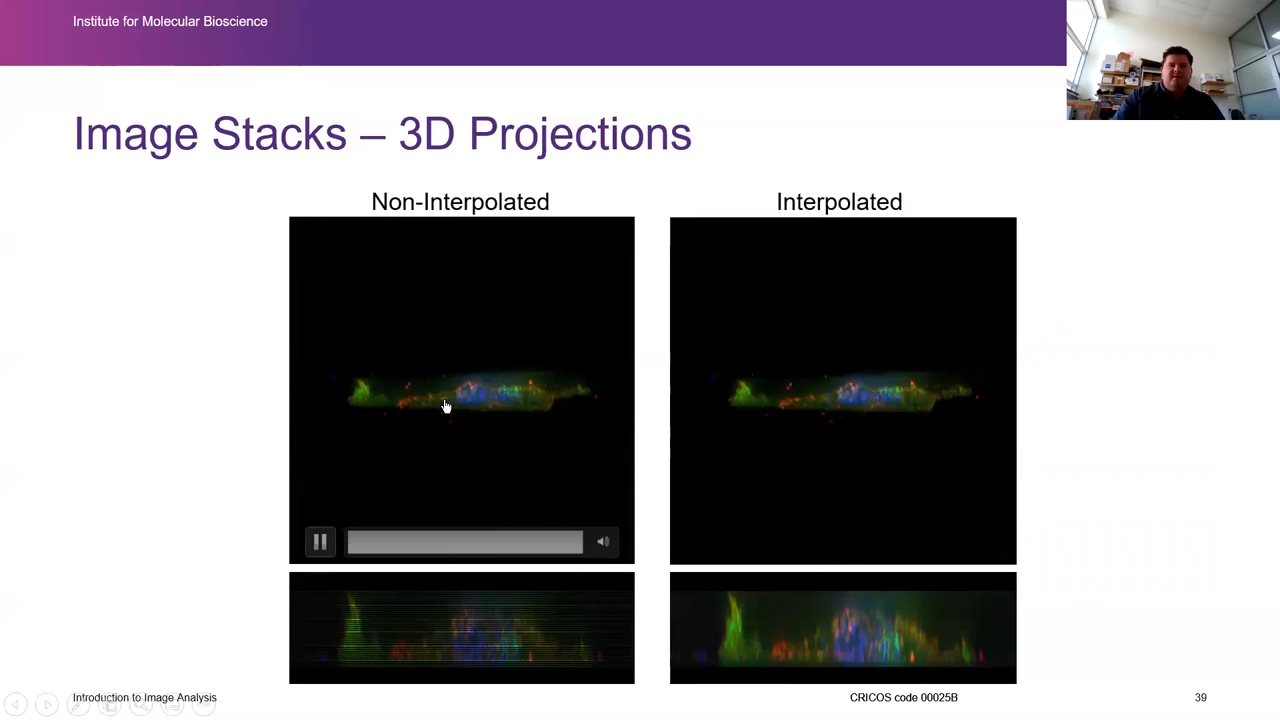 Institute for Molecular Bioscience
Image Stacks – 3D Projections
Non-Interpolated
Interpolated
Introduction to Image Analysis
CRICOS code 00025B
39